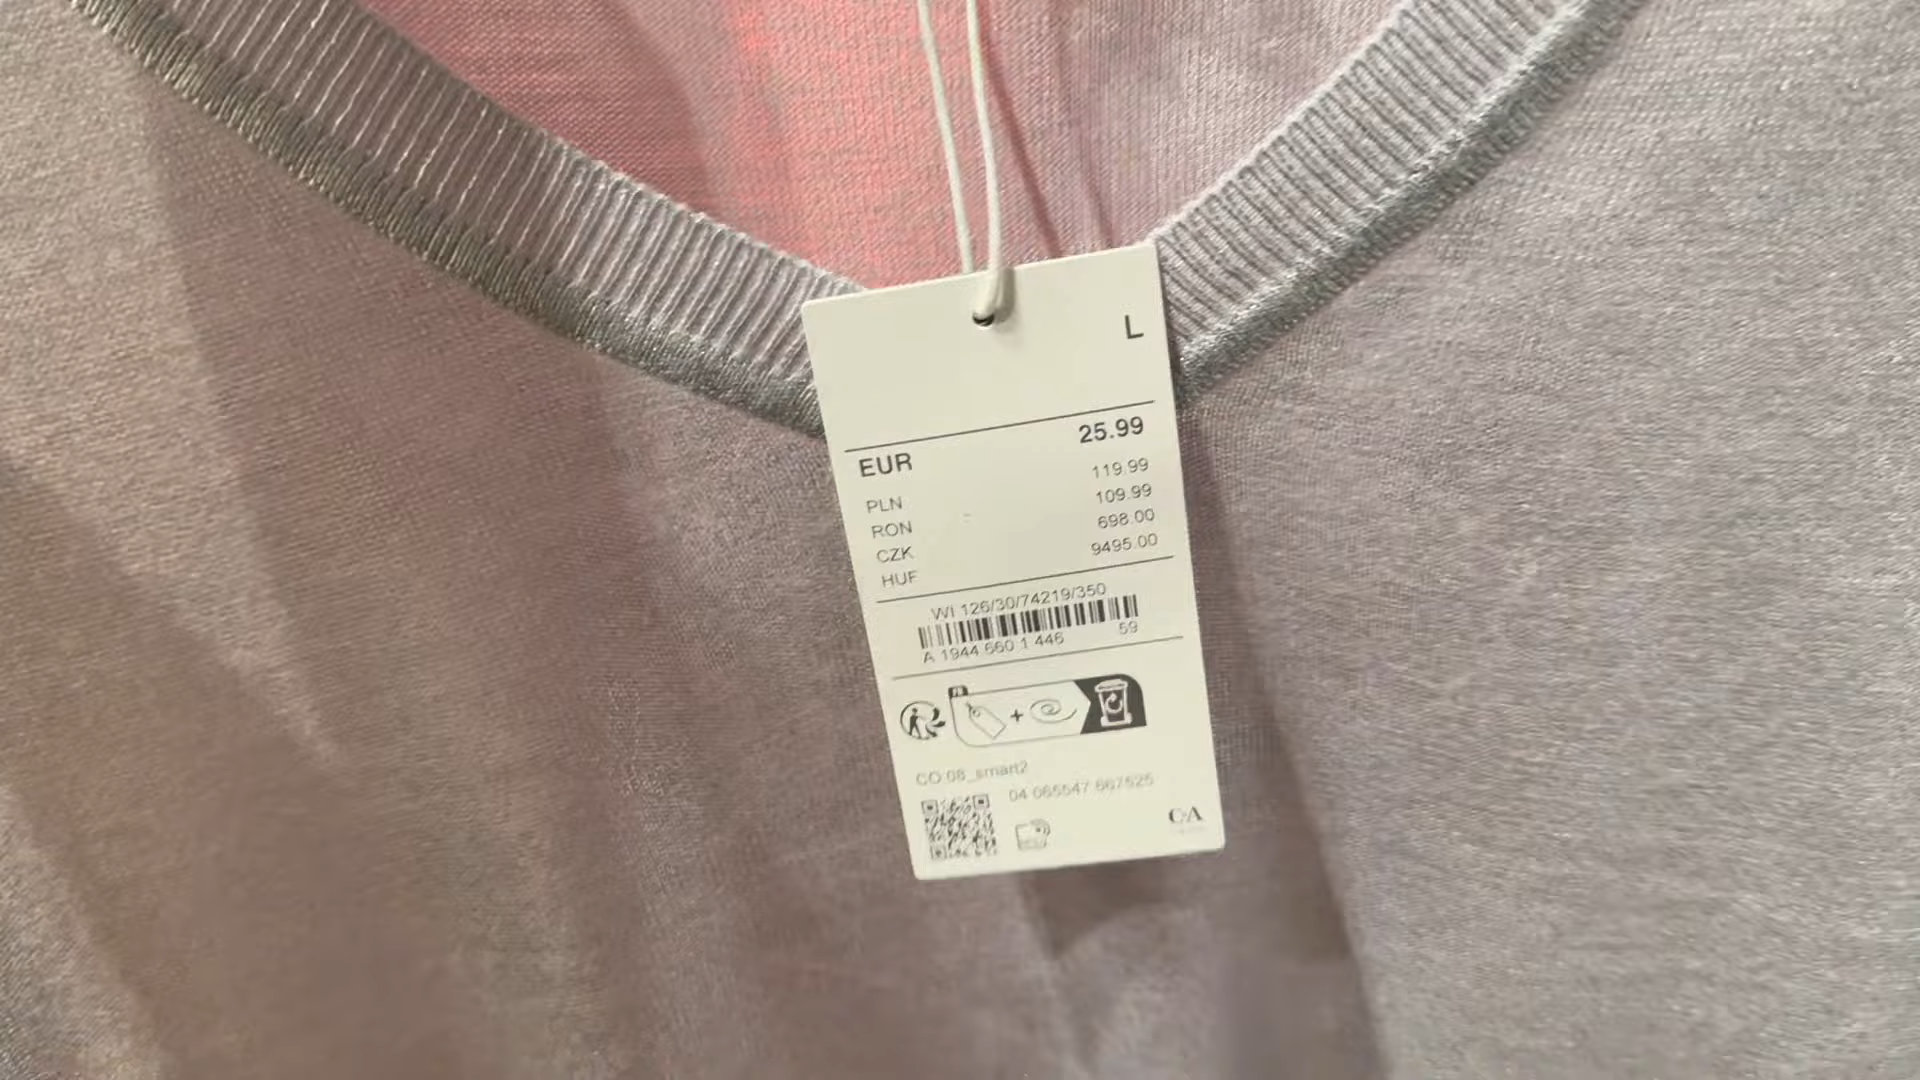 L
EUR 25.99
PLN 119.99
RON 109.99
CZK 698.00
HUF 9495.00
WI 126/30/74219/350
A 1944 660 1 446 59
FR
+
CO 08_smart2
04 065547 667525
C&A